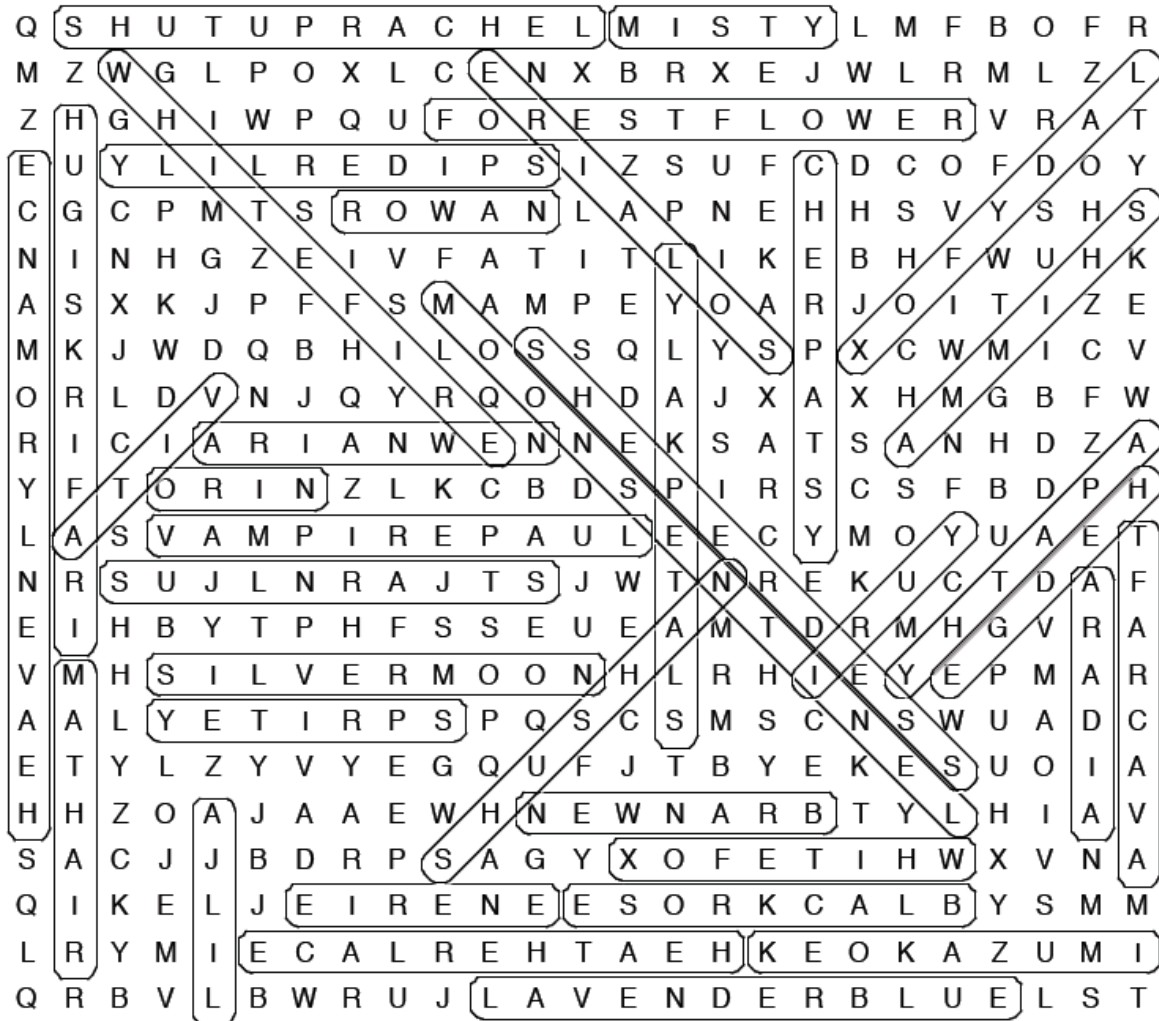 Q S H U T U P R A C H E L M I S T Y L M F B O F R
M Z W G L P O X L C E N X B R X E J W L R M L Z L
Z H G H I W P Q U F O R E S T F L O W E R V R A T
E U Y L I L R E D I P S I Z S U F C D C O F D O Y
C G C P M T S R O W A N L A P N E H H S V Y S H S
N I N H G Z E I V F A T I T L I K E B H F W U H K
A S X K J P F F S M A M P E Y O A R J O I T I Z E
M K J W D Q B H I L O S S Q L Y S P X C W M I C V
O R L D V N J Q Y R Q O H D A J X A X H M G B F W
R I C I A R I A N W E N N E K S A T S A N H D Z A
Y F T O R I N Z L K C B D S P I R S C S F B D P H
L A S V A M P I R E P A U L E E C Y M O Y U A E T
N R S U J L N R A J T S J W T N R E K U C T D A F
E I H B Y T P H F S S E U E A M T D R M H G V R A
V M H S I L V E R M O O N H L R H I E Y E P M A R
A A L Y E T I R P S P Q S C S M S C N S W U A D C
E T Y L Z Y V Y E G Q U F J T B Y E K E S U O I A
H H Z O A J A A E W H N E W N A R B T Y L H I A V
S A C J J B D R P S A G Y X O F E T I H W X V N A
Q I K E L J E I R E N E E S O R K C A L B Y S M M
L R Y M I E C A L R E H T A E H K E O K A Z U M I
Q R B V L B W R U J L A V E N D E R B L U E L S T